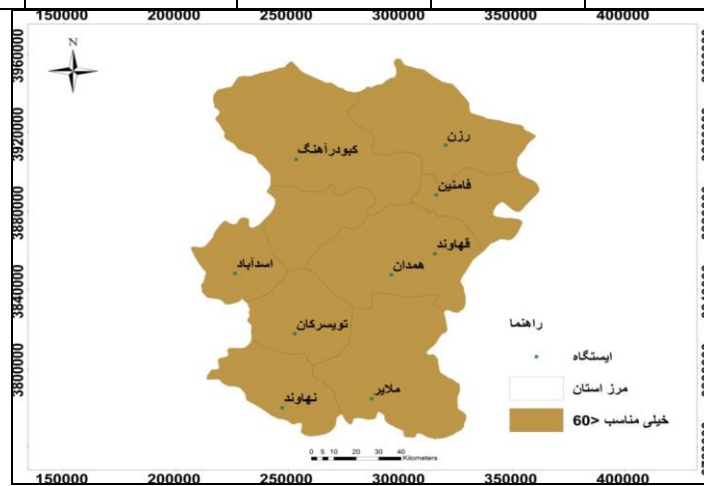 150000 200000 250000 300000 350000 400000
N
3960000
3920000
3880000
3840000
3800000
رزن
کبودرآهنگ
فامنین
قهاوند
همدان
اسدآباد
تویسرکان
ملایر
نهاوند
راهنما
ایستگاه
مرز استان
خیلی مناسب <60
0 5 10 20 30 40
Kilometers
150000 200000 250000 300000 350000 400000